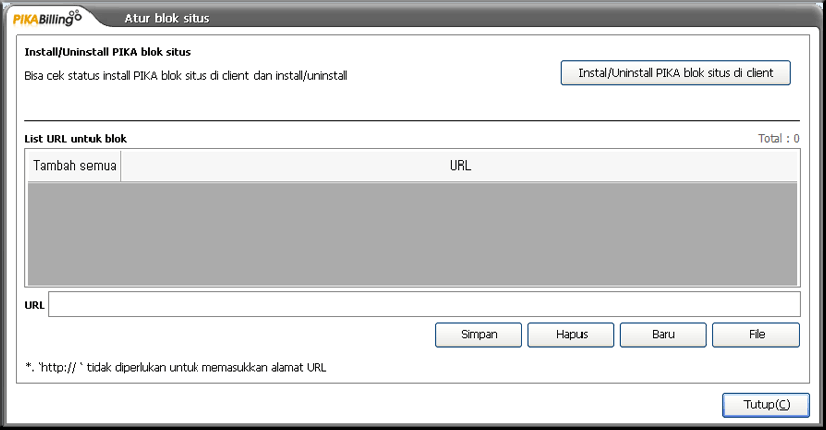 PIKABilling
Atur blok situs
Install/Uninstall PIKA blok situs
Bisa cek status install PIKA blok situs di client dan install/uninstall
Instal/Uninstall PIKA blok situs di client
List URL untuk blok
Total : 0
Tambah semua
URL
URL
Simpan
Hapus
Baru
File
*. `http:// ` tidak diperlukan untuk memasukkan alamat URL
Tutup(C)